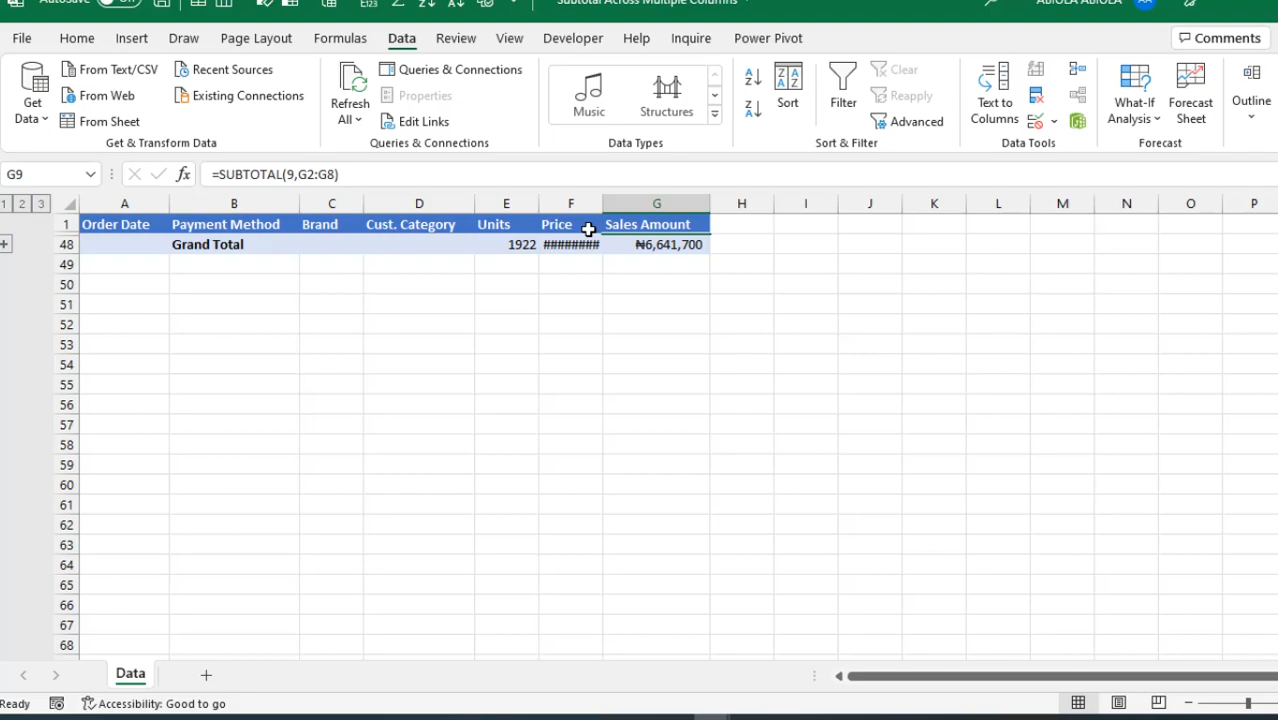 AutoSave Subtotal Across Multiple Columns ABIOLA ABIOLA AA
File Home Insert Draw Page Layout Formulas Data Review View Developer Help Inquire Power Pivot Comments
Get Data
From Text/CSV
From Web
From Sheet
Recent Sources
Existing Connections
Get & Transform Data
Refresh All
Queries & Connections
Properties
Edit Links
Queries & Connections
Music
Structures
Data Types
Sort
Filter
Clear
Reapply
Advanced
Sort & Filter
Text to Columns
Data Tools
What-If Analysis
Forecast Sheet
Forecast
Outline
G9 fx =SUBTOTAL(9,G2:G8)
1 2 3 A B C D E F G H I J K L M N O P
1 Order Date Payment Method Brand Cust. Category Units Price Sales Amount
48 Grand Total 1922 ######## ₦6,641,700
49
50
51
52
53
54
55
56
57
58
59
60
61
62
63
64
65
66
67
68
Data
Ready Accessibility: Good to go